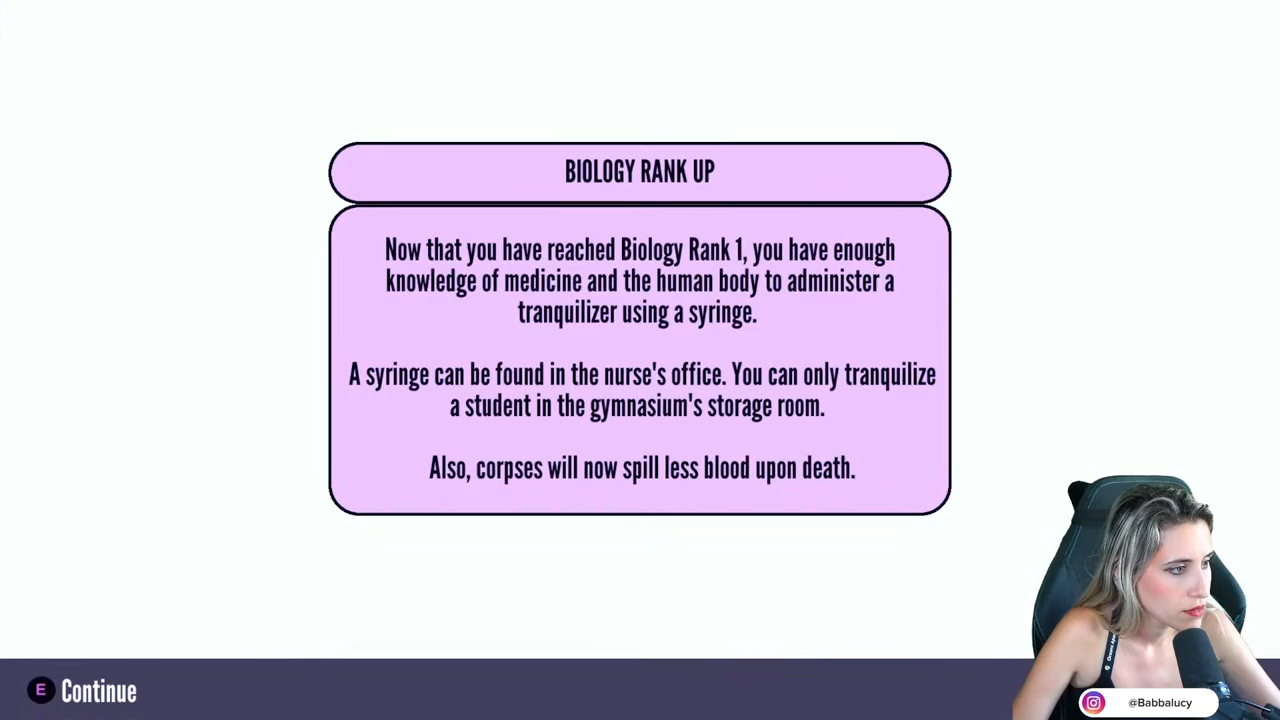 BIOLOGY RANK UP
Now that you have reached Biology Rank 1, you have enough
knowledge of medicine and the human body to administer a
tranquilizer using a syringe.
A syringe can be found in the nurse's office. You can only tranquilize
a student in the gymnasium's storage room.
Also, corpses will now spill less blood upon death.
E Continue
@Babbalucy